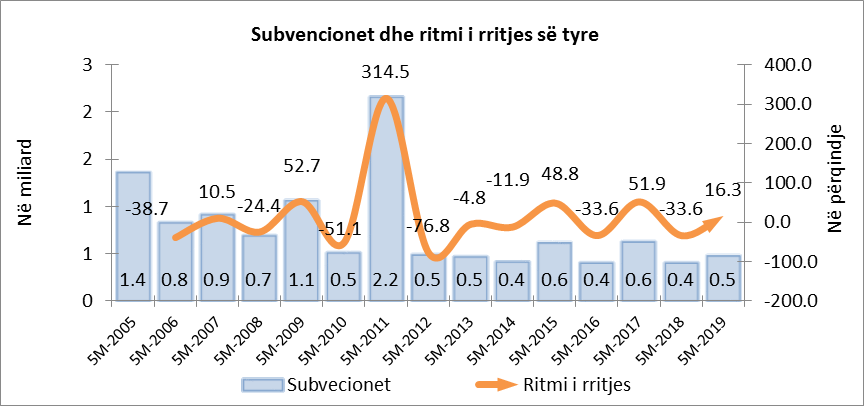 Subvencionet dhe ritmi i rritjes së tyre
Në miliard
3
2
2
1
1
0
400.0
300.0
200.0
100.0
0.0
-100.0
-200.0
Në përqindje
-38.7
10.5
-24.4
52.7
-51.1
314.5
-76.8
-4.8
-11.9
48.8
-33.6
51.9
-33.6
16.3
1.4
0.8
0.9
0.7
1.1
0.5
2.2
0.5
0.5
0.4
0.6
0.4
0.6
0.4
0.5
5M-2005
5M-2006
5M-2007
5M-2008
5M-2009
5M-2010
5M-2011
5M-2012
5M-2013
5M-2014
5M-2015
5M-2016
5M-2017
5M-2018
5M-2019
Subvecionet
Ritmi i rritjes